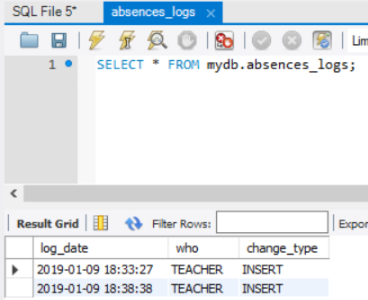 SQL File 5* absences_logs ×
Lim
1 SELECT * FROM mydb.absences_logs;
Result Grid Filter Rows: Expor
log_date who change_type
2019-01-09 18:33:27 TEACHER INSERT
2019-01-09 18:38:38 TEACHER INSERT